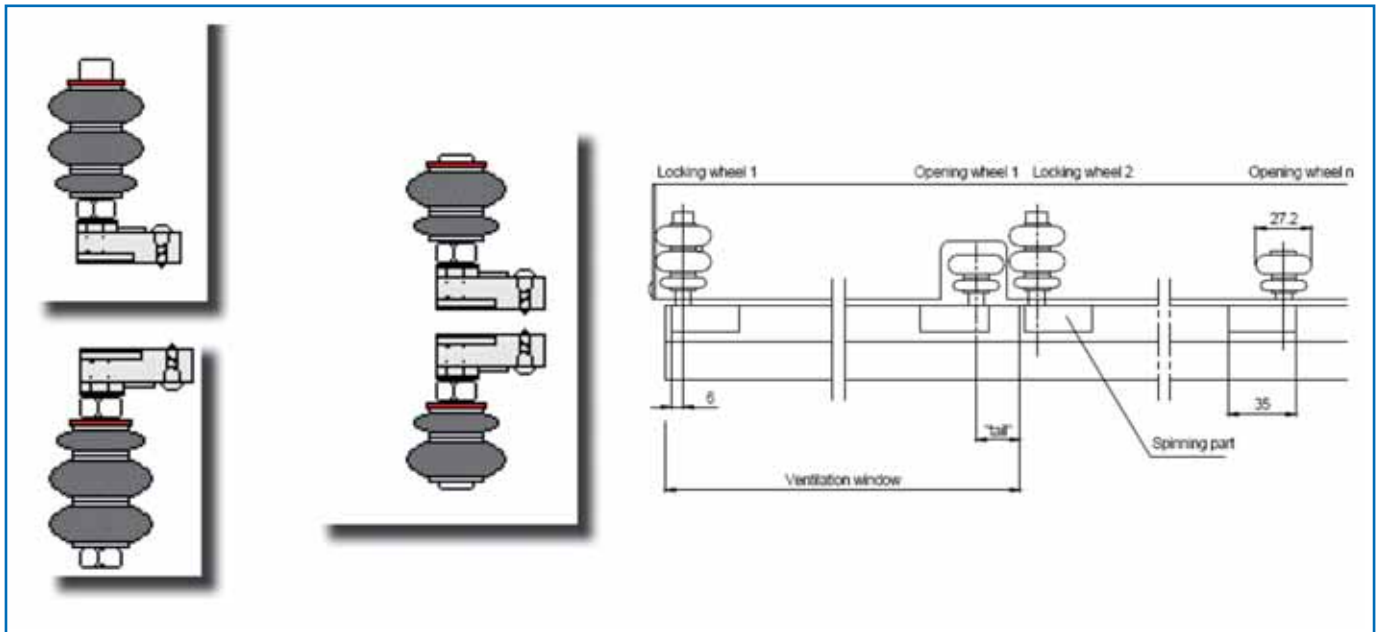 Locking wheel 1
Opening wheel 1
Locking wheel 2
Opening wheel n
27.2
6
35
"tail"
Spinning part
Ventilation window